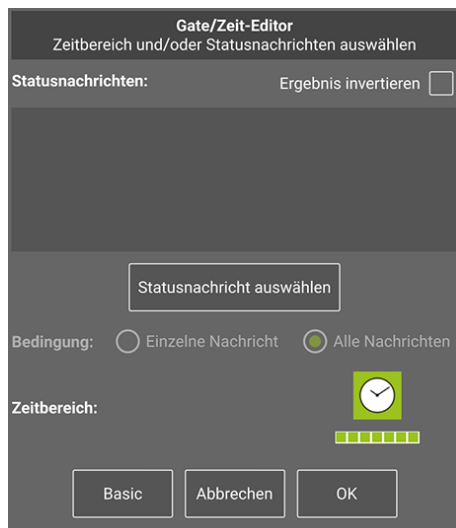 Gate/Zeit-Editor
Zeitbereich und/oder Statusnachrichten auswählen
Statusnachrichten: Ergebnis invertieren
Statusnachricht auswählen
Bedingung: Einzelne Nachricht Alle Nachrichten
Zeitbereich:
Basic Abbrechen OK